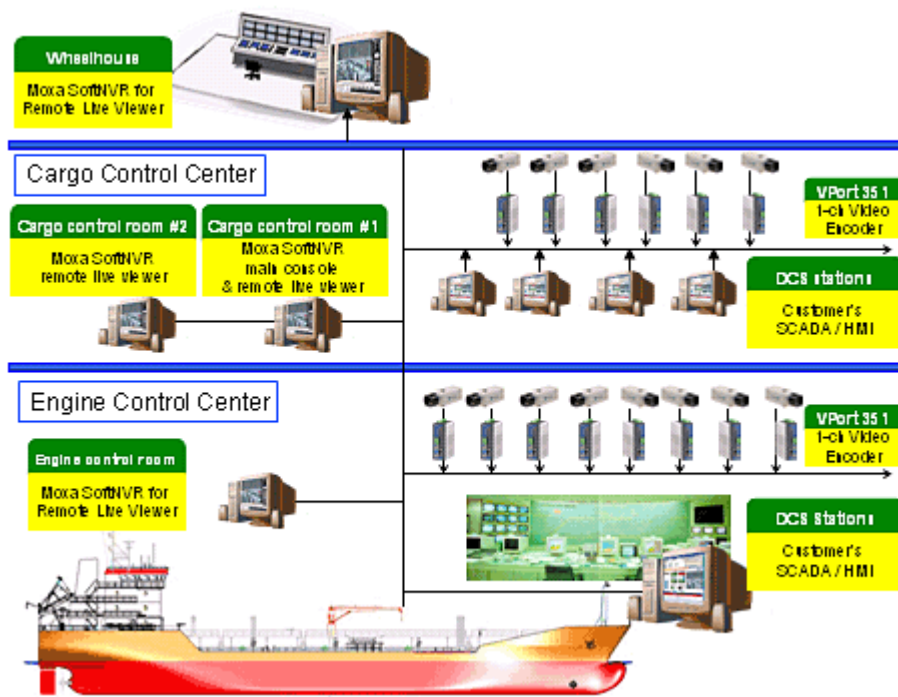 Wheelhouse
Moxa SoftNVR for
Remote Live Viewer
Cargo Control Center
Cargo control room #2
Moxa SoftNVR
remote live viewer
Cargo control room #1
Moxa SoftNVR
main console
& remote live viewer
VPort 351
1-ch Video
Encoder
DCS stations
Customer's
SCADA / HMI
Engine Control Center
Engine control room
Moxa SoftNVR for
Remote Live Viewer
VPort 351
1-ch Video
Encoder
DCS Stations
Customer's
SCADA / HMI